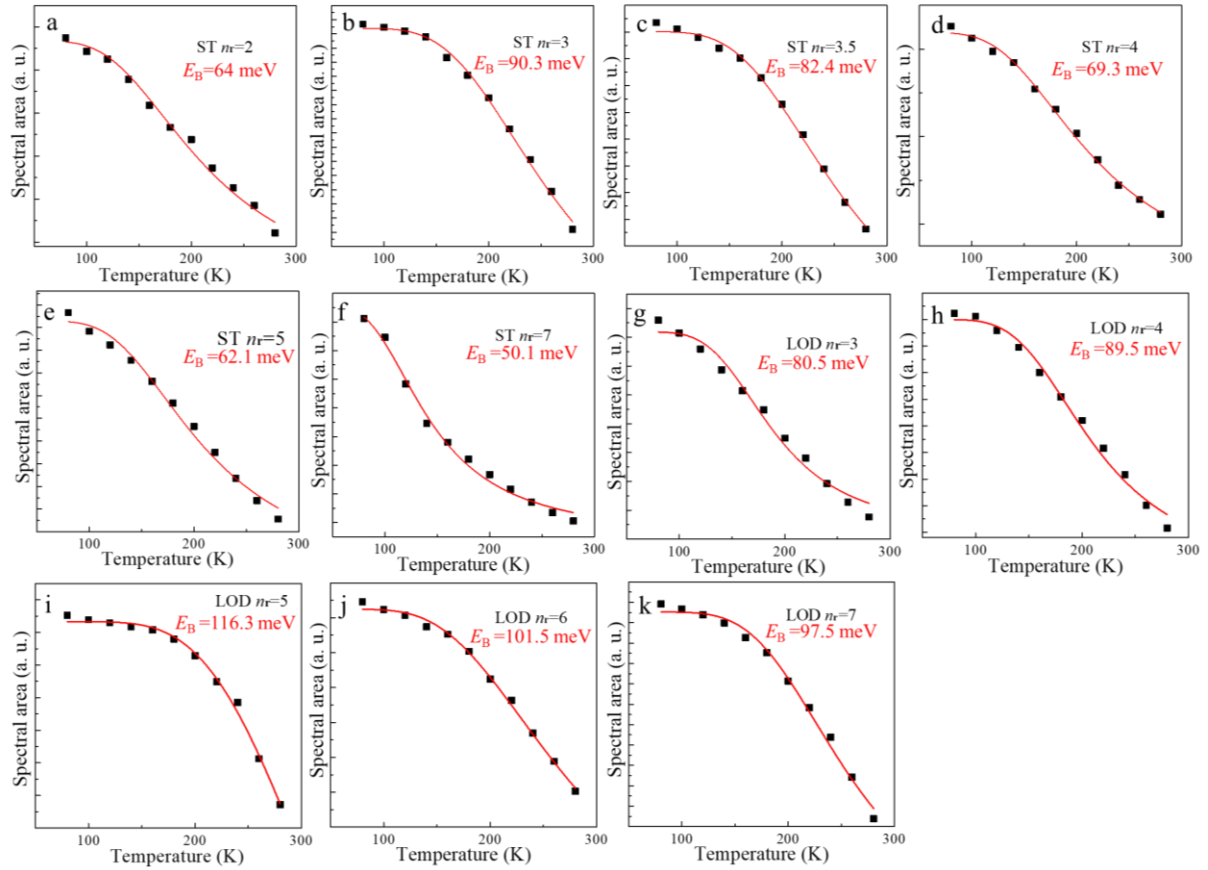 a
ST nr=2
EB=64 meV
Spectral area (a. u.)
100
200
300
Temperature (K)
b
ST nr=3
EB=90.3 meV
Spectral area (a. u.)
100
200
300
Temperature (K)
c
ST nr=3.5
EB=82.4 meV
Spectral area (a. u.)
100
200
300
Temperature (K)
d
ST nr=4
EB=69.3 meV
Spectral area (a. u.)
100
200
300
Temperature (K)
e
ST nr=5
EB=62.1 meV
Spectral area (a. u.)
100
200
300
Temperature (K)
f
ST nr=7
EB=50.1 meV
Spectral area (a. u.)
100
200
300
Temperature (K)
g
LOD nr=3
EB=80.5 meV
Spectral area (a. u.)
100
200
300
Temperature (K)
h
LOD nr=4
EB=89.5 meV
Spectral area (a. u.)
100
200
300
Temperature (K)
i
LOD nr=5
EB=116.3 meV
Spectral area (a. u.)
100
200
300
Temperature (K)
j
LOD nr=6
EB=101.5 meV
Spectral area (a. u.)
100
200
300
Temperature (K)
k
LOD nr=7
EB=97.5 meV
Spectral area (a. u.)
100
200
300
Temperature (K)